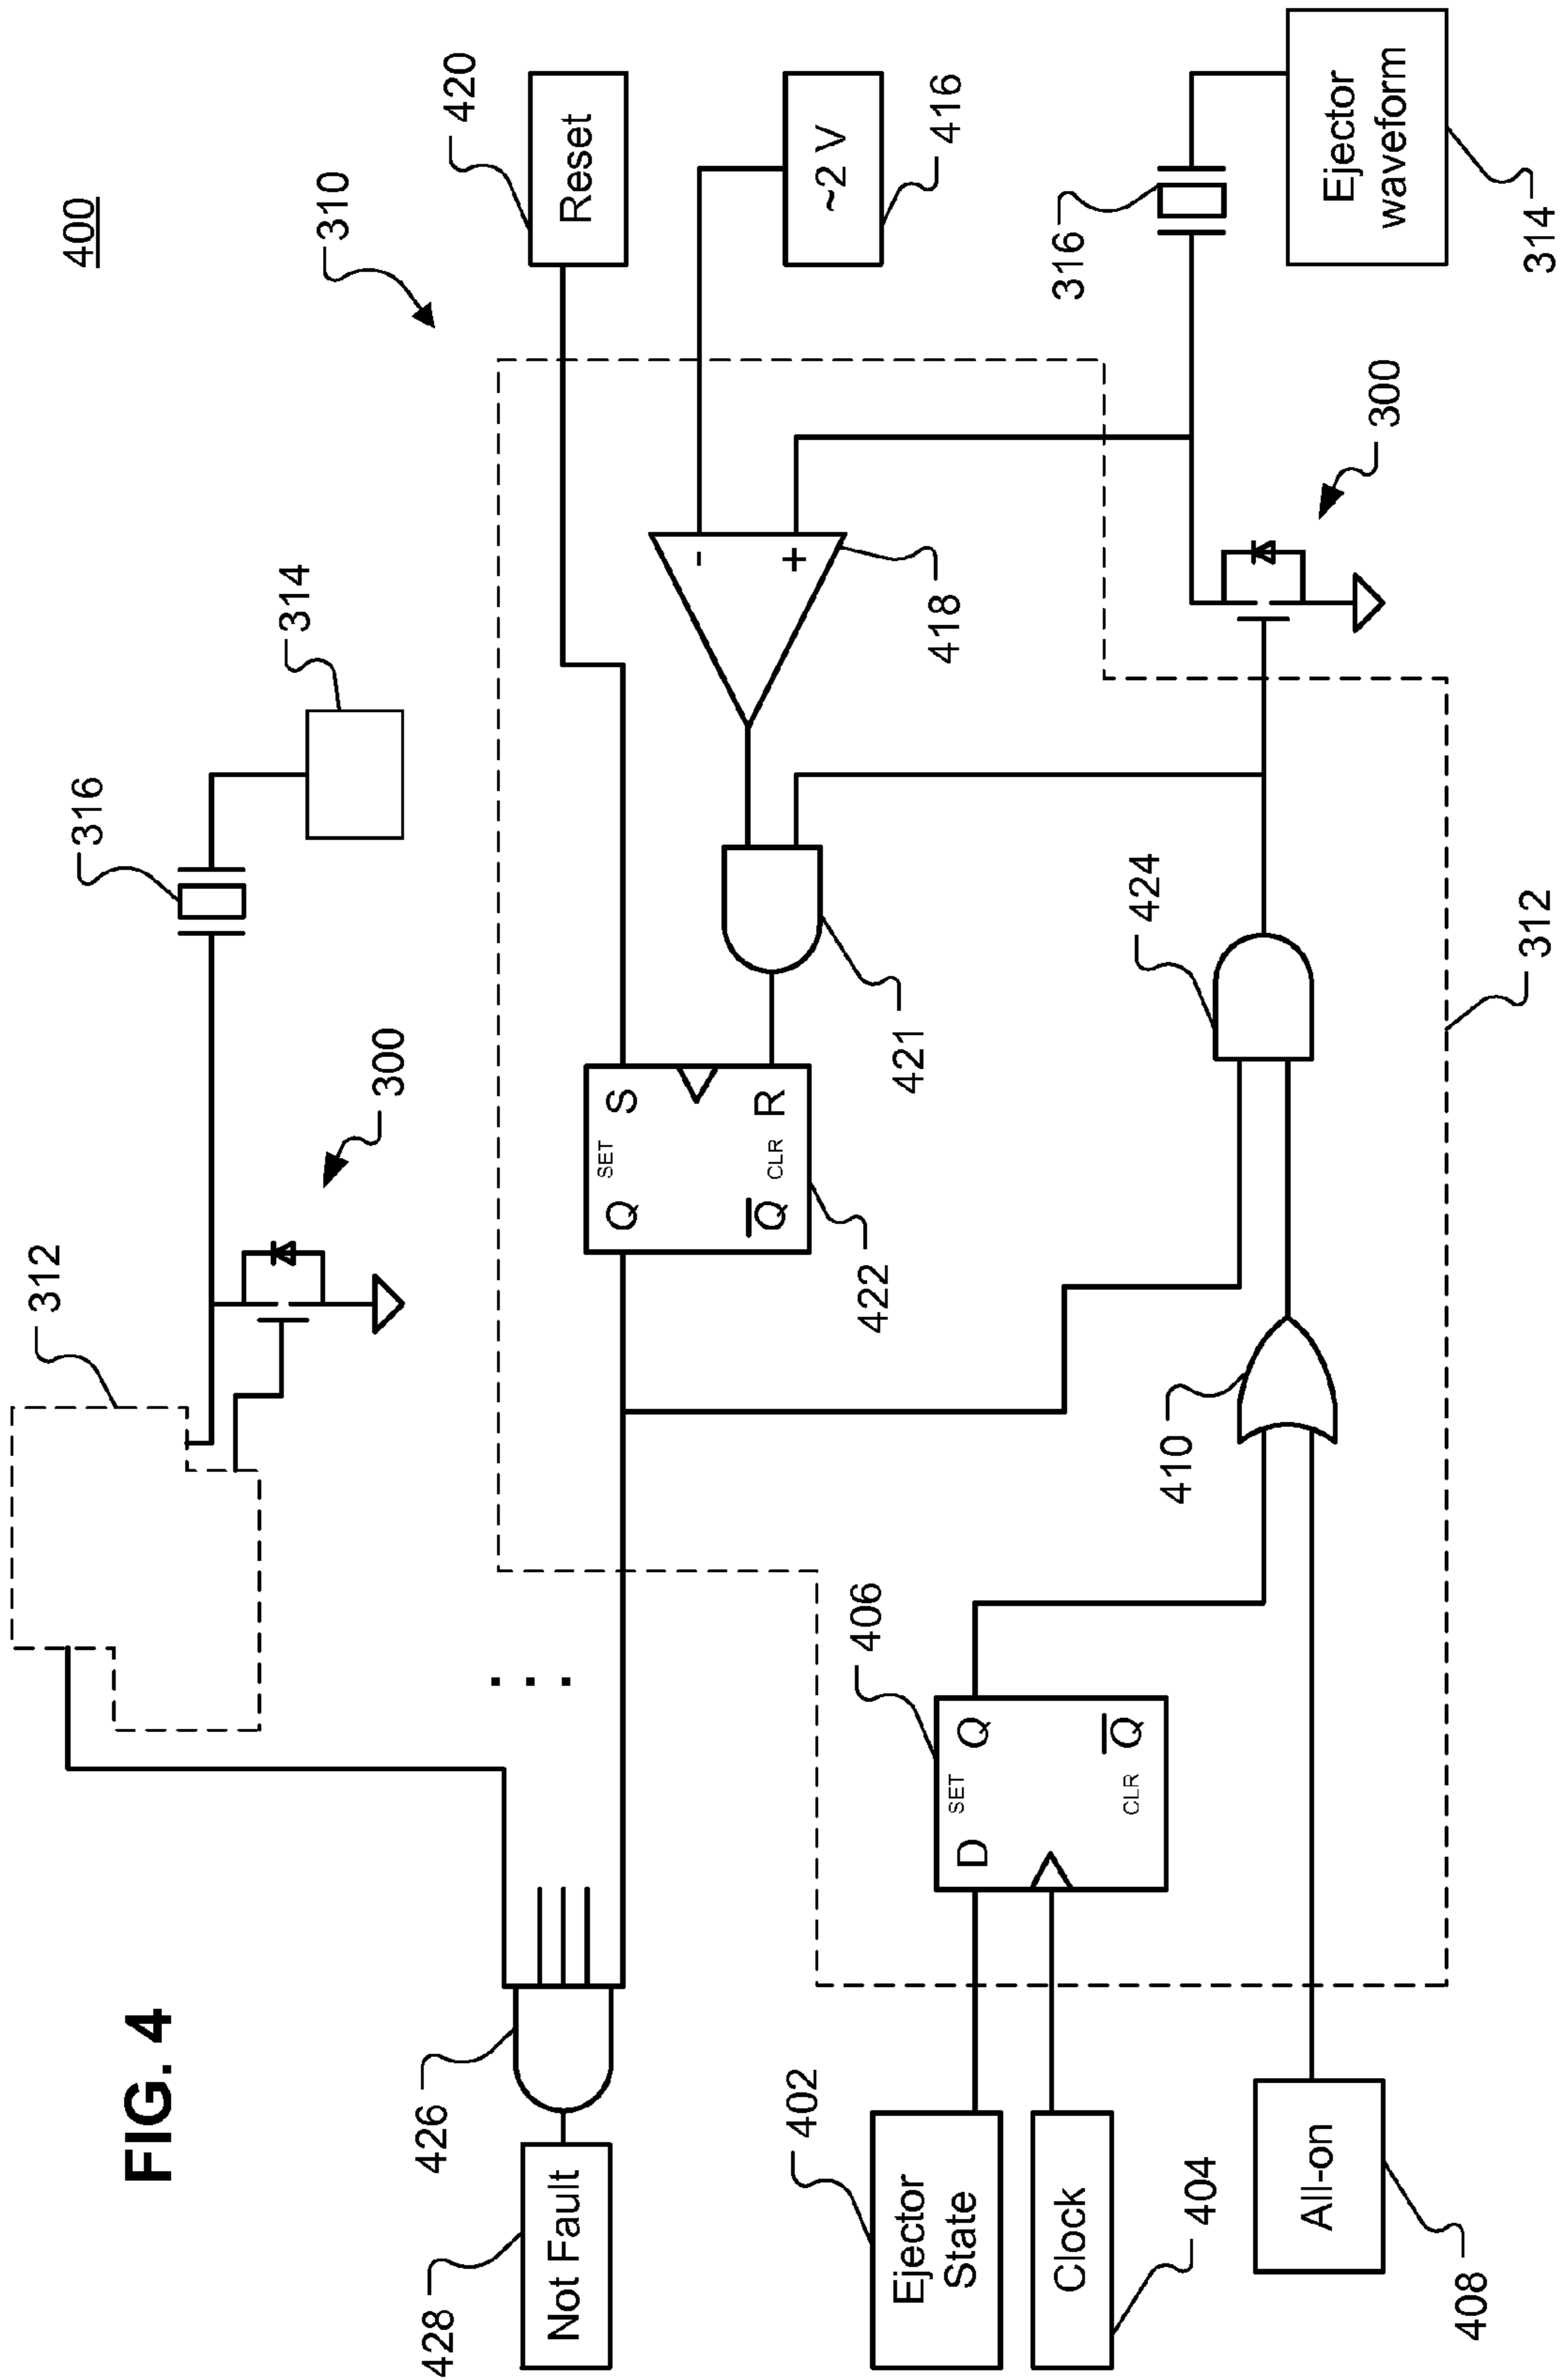 FIG. 4
400
310
312
316
314
300
420
Reset
~2 V
416
418
-
+
421
S
R
SET
CLR
Q
Q
422
426
428
Not Fault
. . .
316
Ejector
waveform
314
300
424
312
410
406
D
SET
Q
CLR
Q
402
Ejector
State
Clock
404
All-on
408